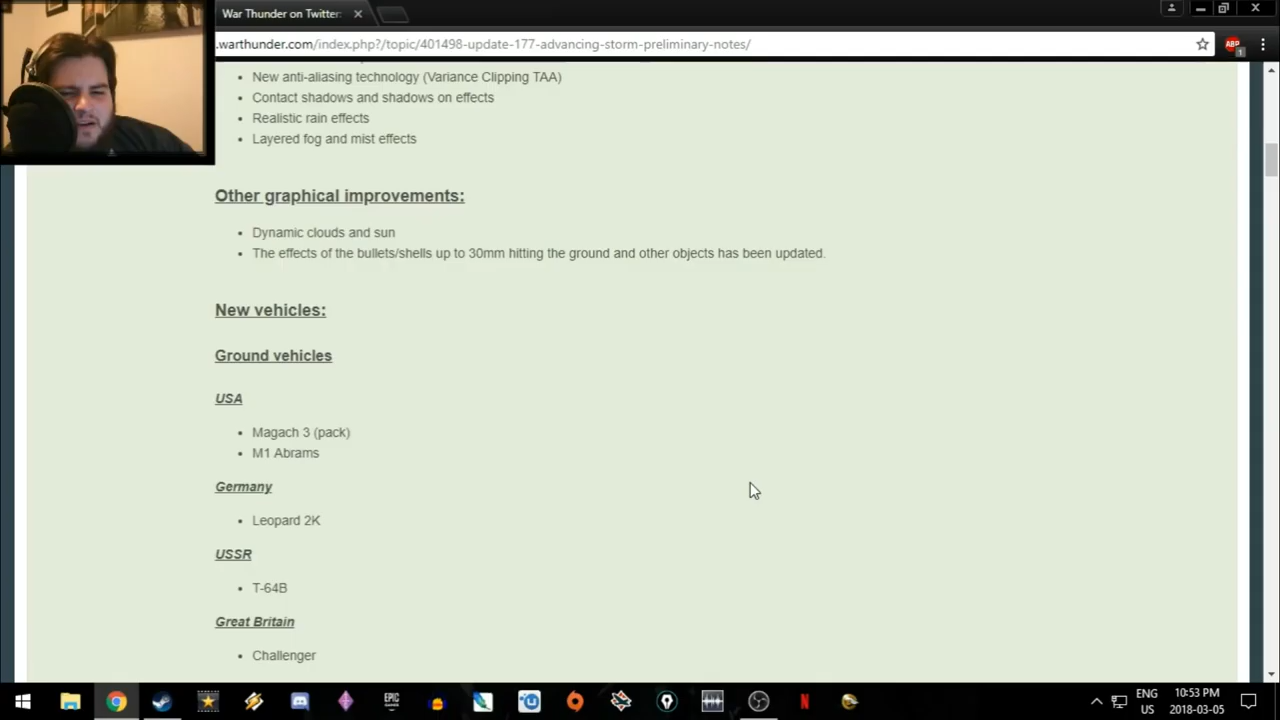 War Thunder on Twitter:
.warthunder.com/index.php?/topic/401498-update-177-advancing-storm-preliminary-notes/
ABP
1
New anti-aliasing technology (Variance Clipping TAA)
Contact shadows and shadows on effects
Realistic rain effects
Layered fog and mist effects
Other graphical improvements:
Dynamic clouds and sun
The effects of the bullets/shells up to 30mm hitting the ground and other objects has been updated.
New vehicles:
Ground vehicles
USA
Magach 3 (pack)
M1 Abrams
Germany
Leopard 2K
USSR
T-64B
Great Britain
Challenger
EPIC
GAMES
ENG
US
10:53 PM
2018-03-05